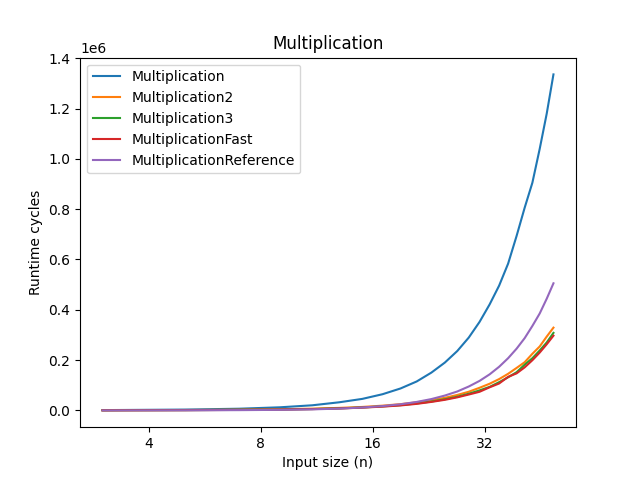 Multiplication
1e6
1.4
1.2
1.0
0.8
0.6
0.4
0.2
0.0
Runtime cycles
Multiplication
Multiplication2
Multiplication3
MultiplicationFast
MultiplicationReference
4 8 16 32
Input size (n)